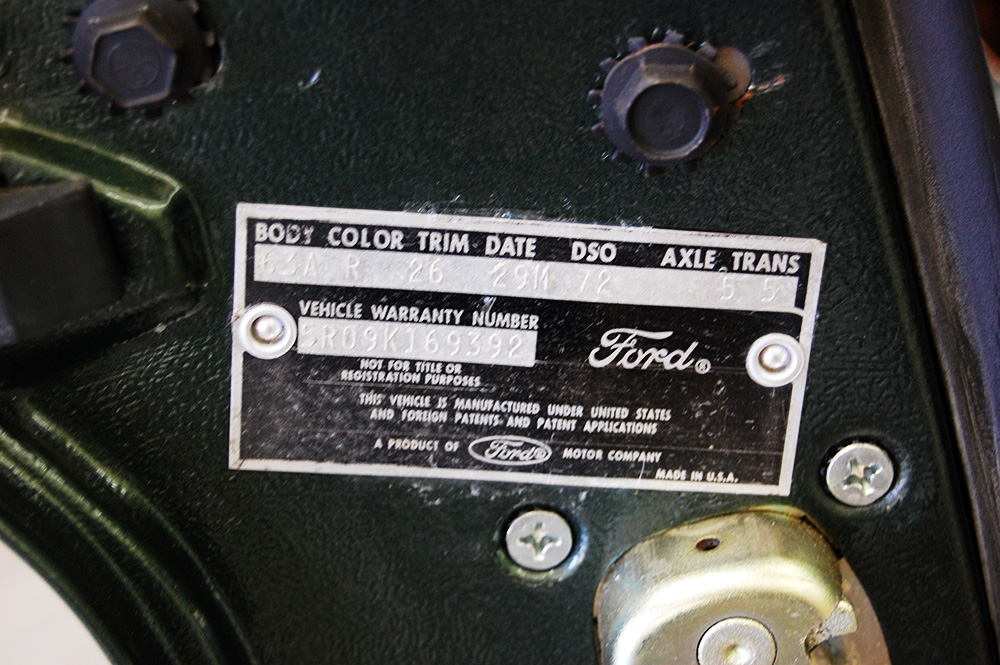 BODY COLOR TRIM DATE DSO AXLE TRANS
63A R 26 29M 72 5 5
VEHICLE WARRANTY NUMBER
5R09K169392
Ford®
NOT FOR TITLE OR
REGISTRATION PURPOSES
THIS VEHICLE IS MANUFACTURED UNDER UNITED STATES
AND FOREIGN PATENTS AND PATENT APPLICATIONS
A PRODUCT OF Ford® MOTOR COMPANY
MADE IN U.S.A.